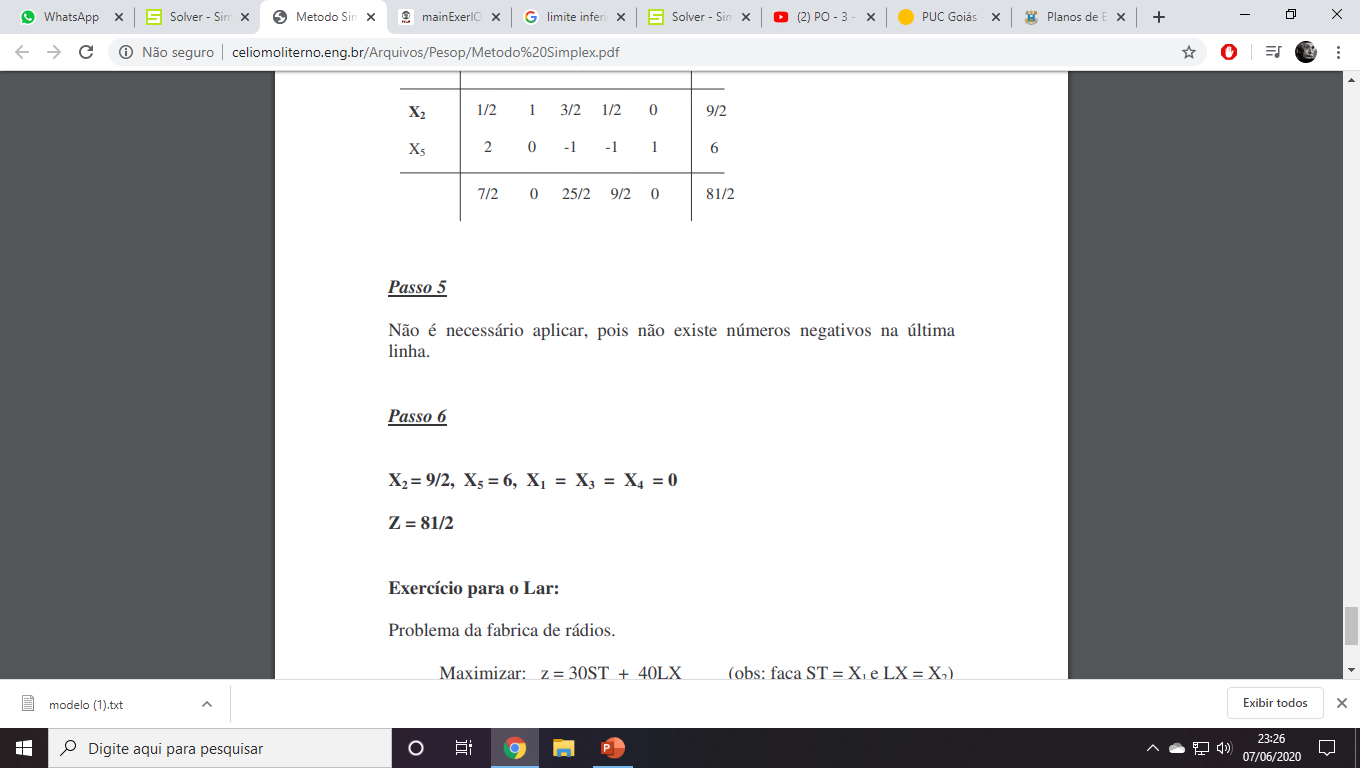 WhatsApp
Solver - Sim
Metodo Sim
mainExerIO
limite inferi
Solver - Sim
(2) PO - 3 -
PUC Goiás
Planos de E
Não seguro | celiomoliterno.eng.br/Arquivos/Pesop/Metodo%20Simplex.pdf
X₂ 1/2 1 3/2 1/2 0 9/2
X₅ 2 0 -1 -1 1 6
7/2 0 25/2 9/2 0 81/2
Passo 5
Não é necessário aplicar, pois não existe números negativos na última
linha.
Passo 6
X₂ = 9/2, X₅ = 6, X₁ = X₃ = X₄ = 0
Z = 81/2
Exercício para o Lar:
Problema da fabrica de rádios.
Maximizar: z = 30ST + 40LX (obs: faça ST = X₁ e LX = X₂)
modelo (1).txt
Exibir todos
Digite aqui para pesquisar
23:26
07/06/2020